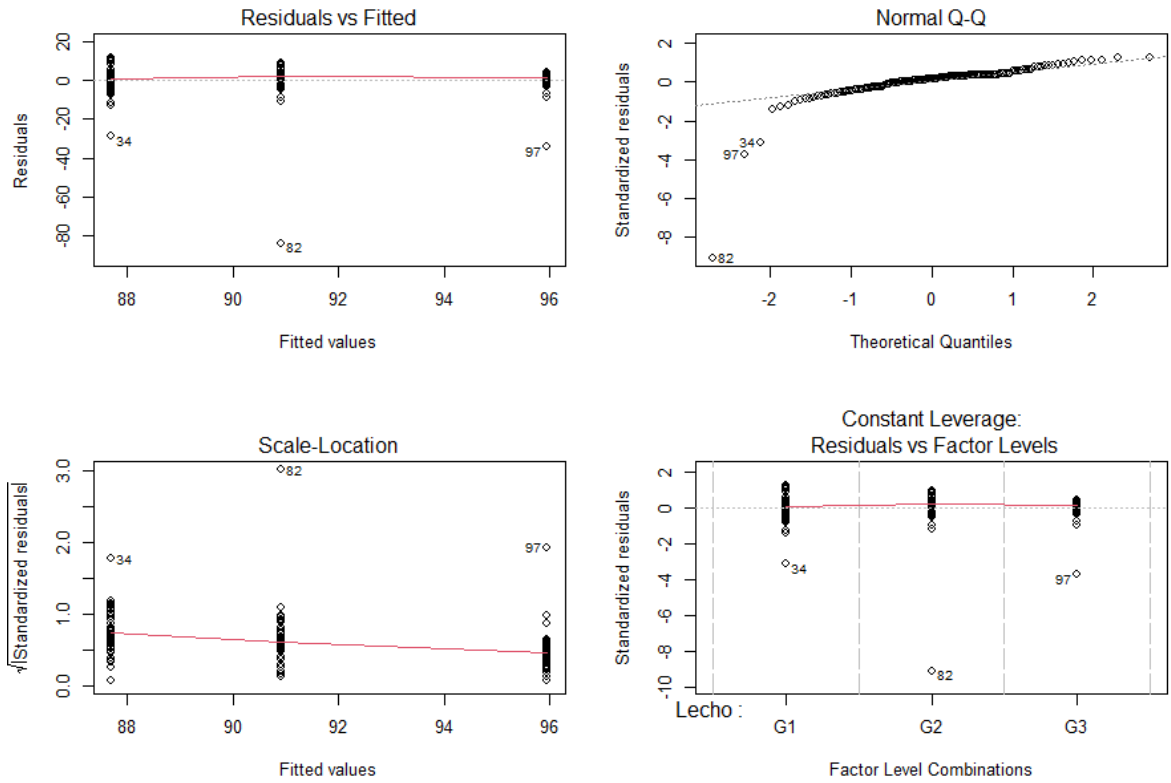 Residuals vs Fitted
Residuals
20
0
-20
-40
-60
-80
34
97
82
88 90 92 94 96
Fitted values
Normal Q-Q
Standardized residuals
2
0
-2
-4
-6
-8
34
97
82
-2 -1 0 1 2
Theoretical Quantiles
Scale-Location
√|Standardized residuals|
3.0
2.0
1.0
0.0
82
97
34
88 90 92 94 96
Fitted values
Constant Leverage:
Residuals vs Factor Levels
Standardized residuals
2
0
-2
-4
-6
-8
-10
34
97
82
Lecho :
G1 G2 G3
Factor Level Combinations